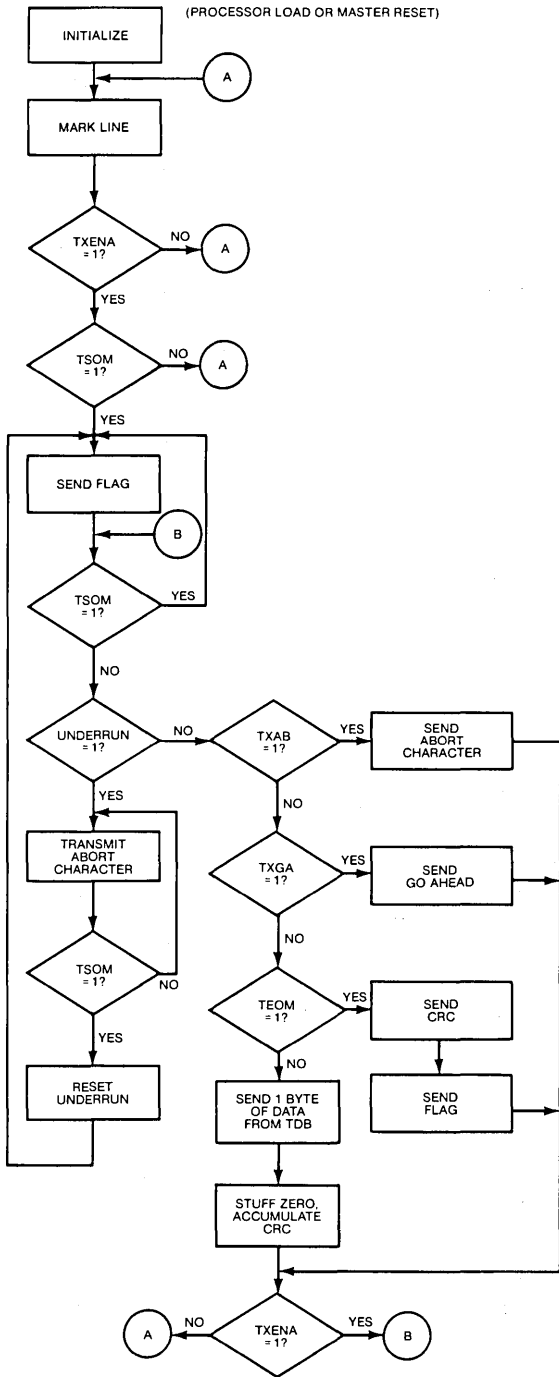 (PROCESSOR LOAD OR MASTER RESET)
INITIALIZE
A
MARK LINE
TXENA
= 1?
NO
A
YES
TSOM
= 1?
NO
A
YES
SEND FLAG
B
TSOM
= 1?
YES
NO
UNDERRUN
= 1?
NO
TXAB
= 1?
YES
SEND
ABORT
CHARACTER
YES
NO
TRANSMIT
ABORT
CHARACTER
TXGA
= 1?
YES
SEND
GO AHEAD
TSOM
= 1?
NO
NO
YES
TEOM
= 1?
YES
SEND
CRC
NO
RESET
UNDERRUN
SEND 1 BYTE
OF DATA
FROM TDB
SEND
FLAG
STUFF ZERO,
ACCUMULATE
CRC
A
NO
TXENA
= 1?
YES
B